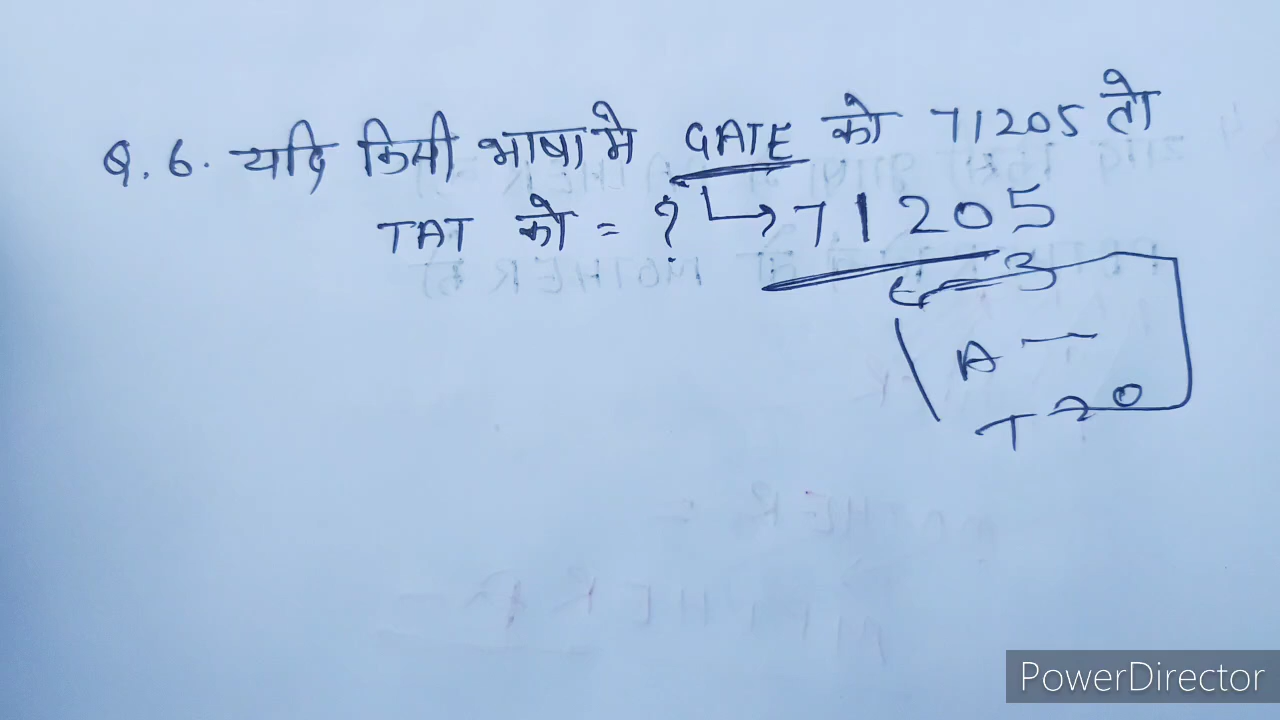 Q. 6. यदि किसी भाषा मे GATE को 71205 तो
TAT को = ? → 71205
C - 3
A —
T 20
PowerDirector